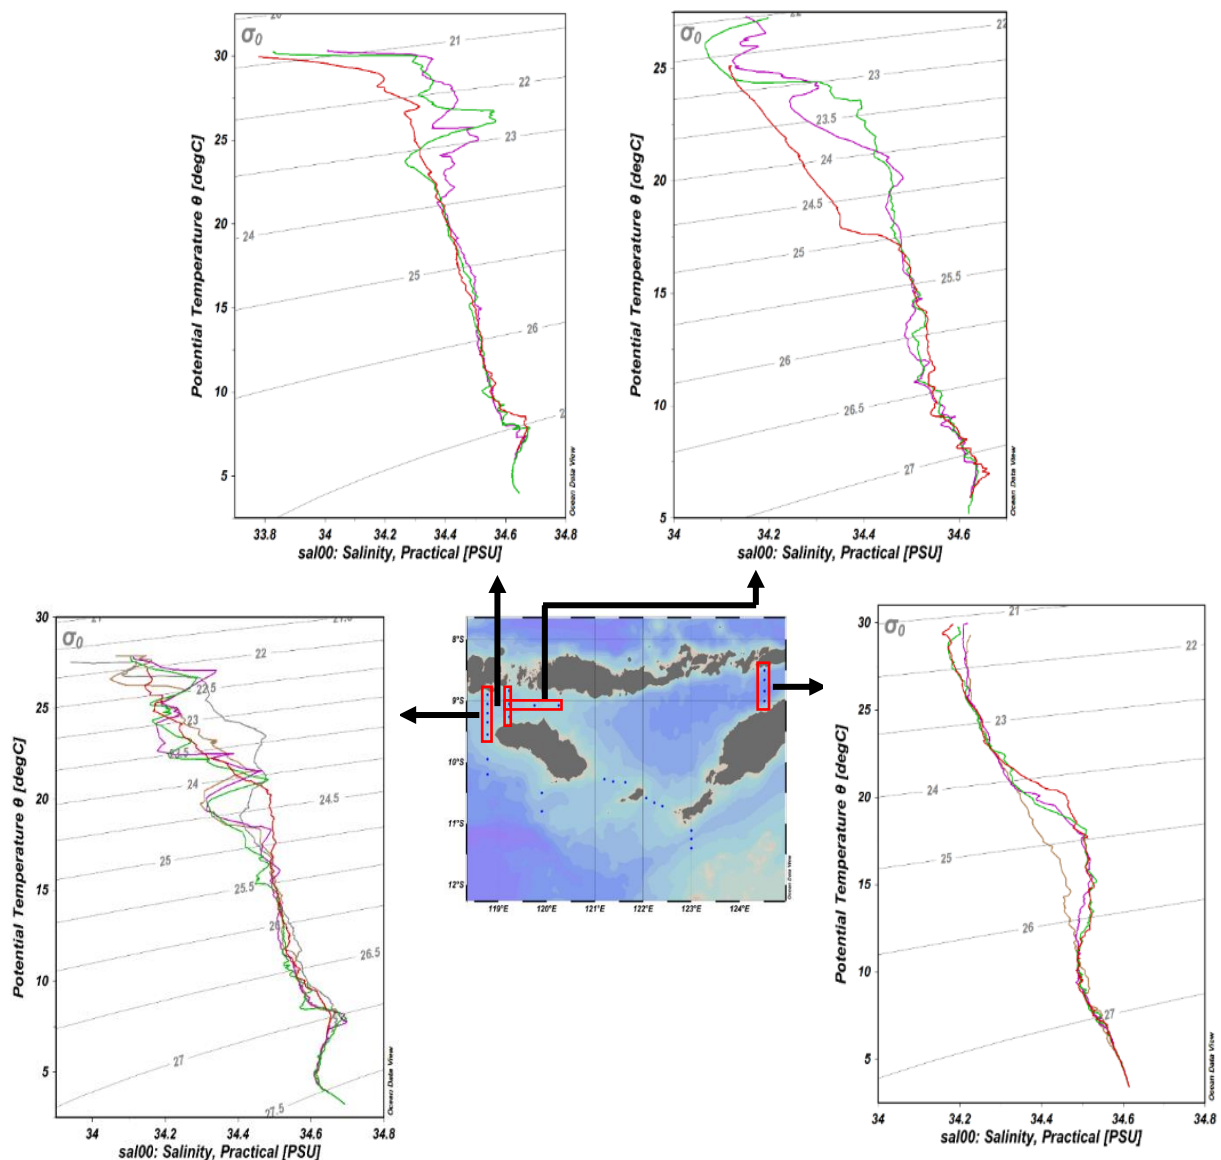 σ0
20
21
22
23
24
25
26
2
30
25
20
15
10
5
Potential Temperature θ [degC]
33.8 34 34.2 34.4 34.6 34.8
sal00: Salinity, Practical [PSU]
Ocean Data View
σ0
22
22
23
23.5
24
24.5
25
25.5
26
26.5
27
25
20
15
10
5
Potential Temperature θ [degC]
34 34.2 34.4 34.6
sal00: Salinity, Practical [PSU]
Ocean Data View
σ0
21
21.5
22
22.5
23
23.5
24
24.5
25
25.5
26
26.5
27
27.5
30
25
20
15
10
5
Potential Temperature θ [degC]
34 34.2 34.4 34.6 34.8
sal00: Salinity, Practical [PSU]
Ocean Data View
8°S
9°S
10°S
11°S
12°S
119°E 120°E 121°E 122°E 123°E 124°E
Ocean Data View
σ0
21
22
23
24
25
26
27
30
25
20
15
10
5
Potential Temperature θ [degC]
34 34.2 34.4 34.6 34.8
sal00: Salinity, Practical [PSU]
Ocean Data View